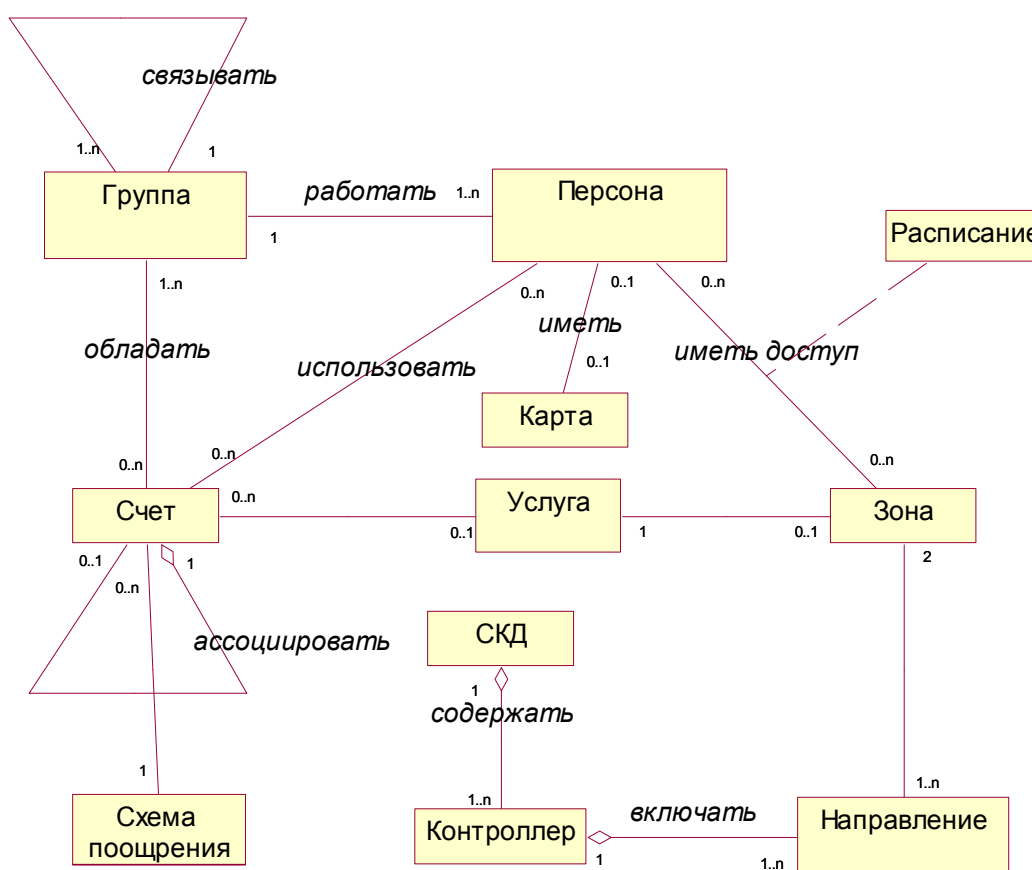 связывать
1..n
1
Группа
работать
1..n
1
Персона
Расписание
1..n
0..n
0..1
0..n
иметь
обладать
использовать
иметь доступ
0..1
Карта
0..n
0..n
0..n
0..n
Счет
Услуга
Зона
0..1
1
0..1
0..1
1
2
0..n
ассоциировать
СКД
1
содержать
1
1..n
1..n
Схема
поощрения
Контроллер
включать
Направление
1
1..n